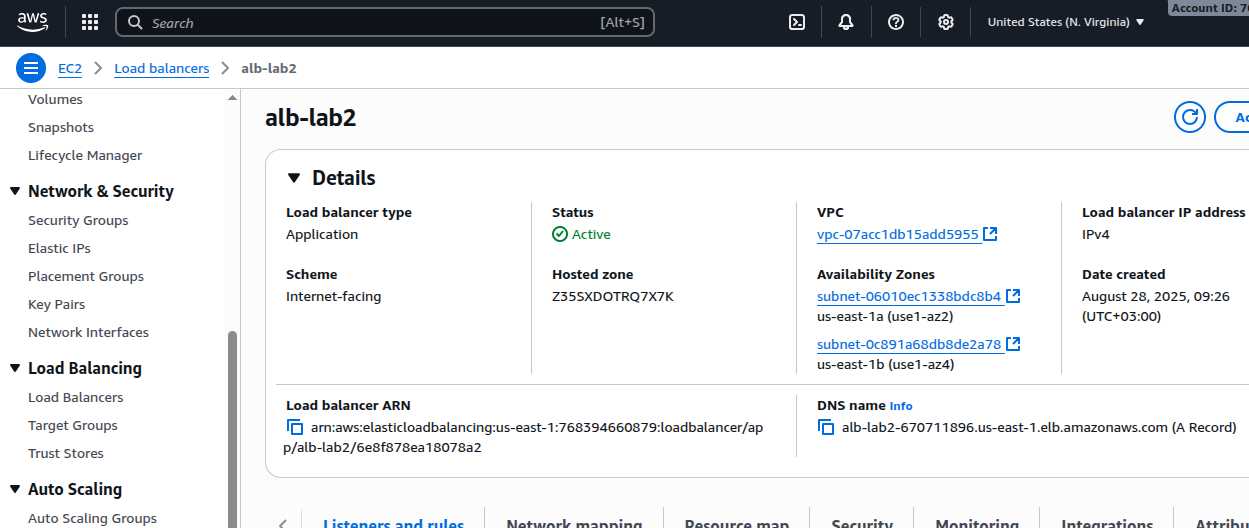 aws
Search
[Alt+S]
United States (N. Virginia)
Account ID: 7
EC2
Load balancers
alb-lab2
Volumes
Snapshots
Lifecycle Manager
Network & Security
Security Groups
Elastic IPs
Placement Groups
Key Pairs
Network Interfaces
Load Balancing
Load Balancers
Target Groups
Trust Stores
Auto Scaling
Auto Scaling Groups
alb-lab2
Details
Load balancer type
Application
Status
Active
VPC
vpc-07acc1db15add5955
Load balancer IP address
IPv4
Scheme
Internet-facing
Hosted zone
Z35SXDOTRQ7X7K
Availability Zones
subnet-06010ec1338bdc8b4
us-east-1a (use1-az2)
subnet-0c891a68db8de2a78
us-east-1b (use1-az4)
Date created
August 28, 2025, 09:26
(UTC+03:00)
Load balancer ARN
arn:aws:elasticloadbalancing:us-east-1:768394660879:loadbalancer/ap
p/alb-lab2/6e8f878ea18078a2
DNS name Info
alb-lab2-670711896.us-east-1.elb.amazonaws.com (A Record)
Listeners and rules
Network mapping
Resource map
Security
Monitoring
Integrations